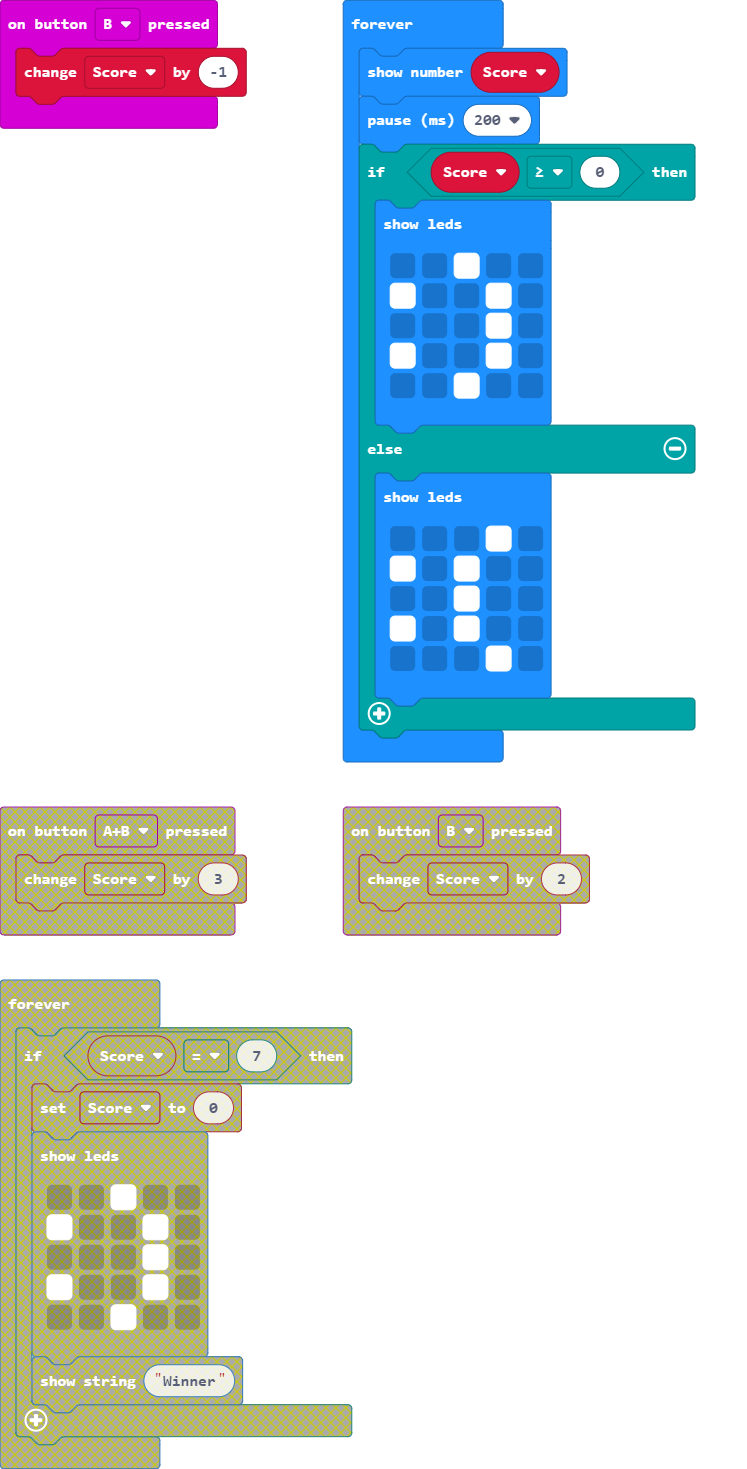 on button B pressed
change Score by -1
forever
show number Score
pause (ms) 200
if Score ≥ 0 then
show leds
else
show leds
on button A+B pressed
change Score by 3
on button B pressed
change Score by 2
forever
if Score = 7 then
set Score to 0
show leds
show string "Winner"